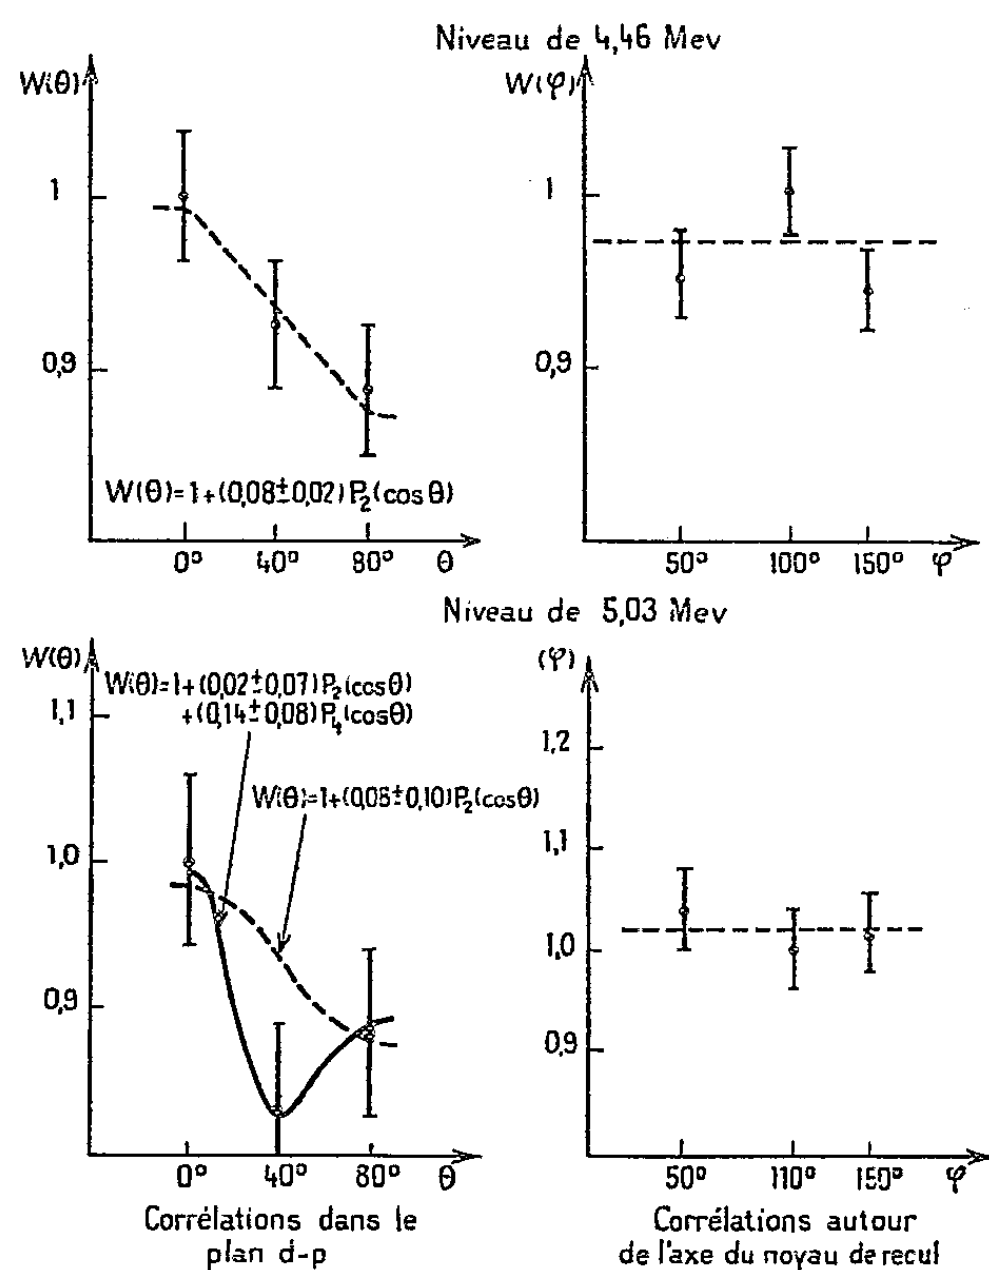 Niveau de 4,46 Mev
W(θ)
1
0,9
W(θ)=1+(0,08±0,02)P₂(cos θ)
0° 40° 80° θ
W(φ)
1
0,9
50° 100° 150° φ
Niveau de 5,03 Mev
W(θ)
W(θ)=1+(0,02±0,07)P₂(cosθ)
+(0,14±0,08)P₄(cosθ)
1,1
W(θ)=1+(0,08±0,10)P₂(cosθ)
1,0
0,9
0° 40° 80° θ
Corrélations dans le
plan d-p
(φ)
1,2
1,1
1,0
0,9
50° 110° 150° φ
Corrélations autour
de l'axe du noyau de recul